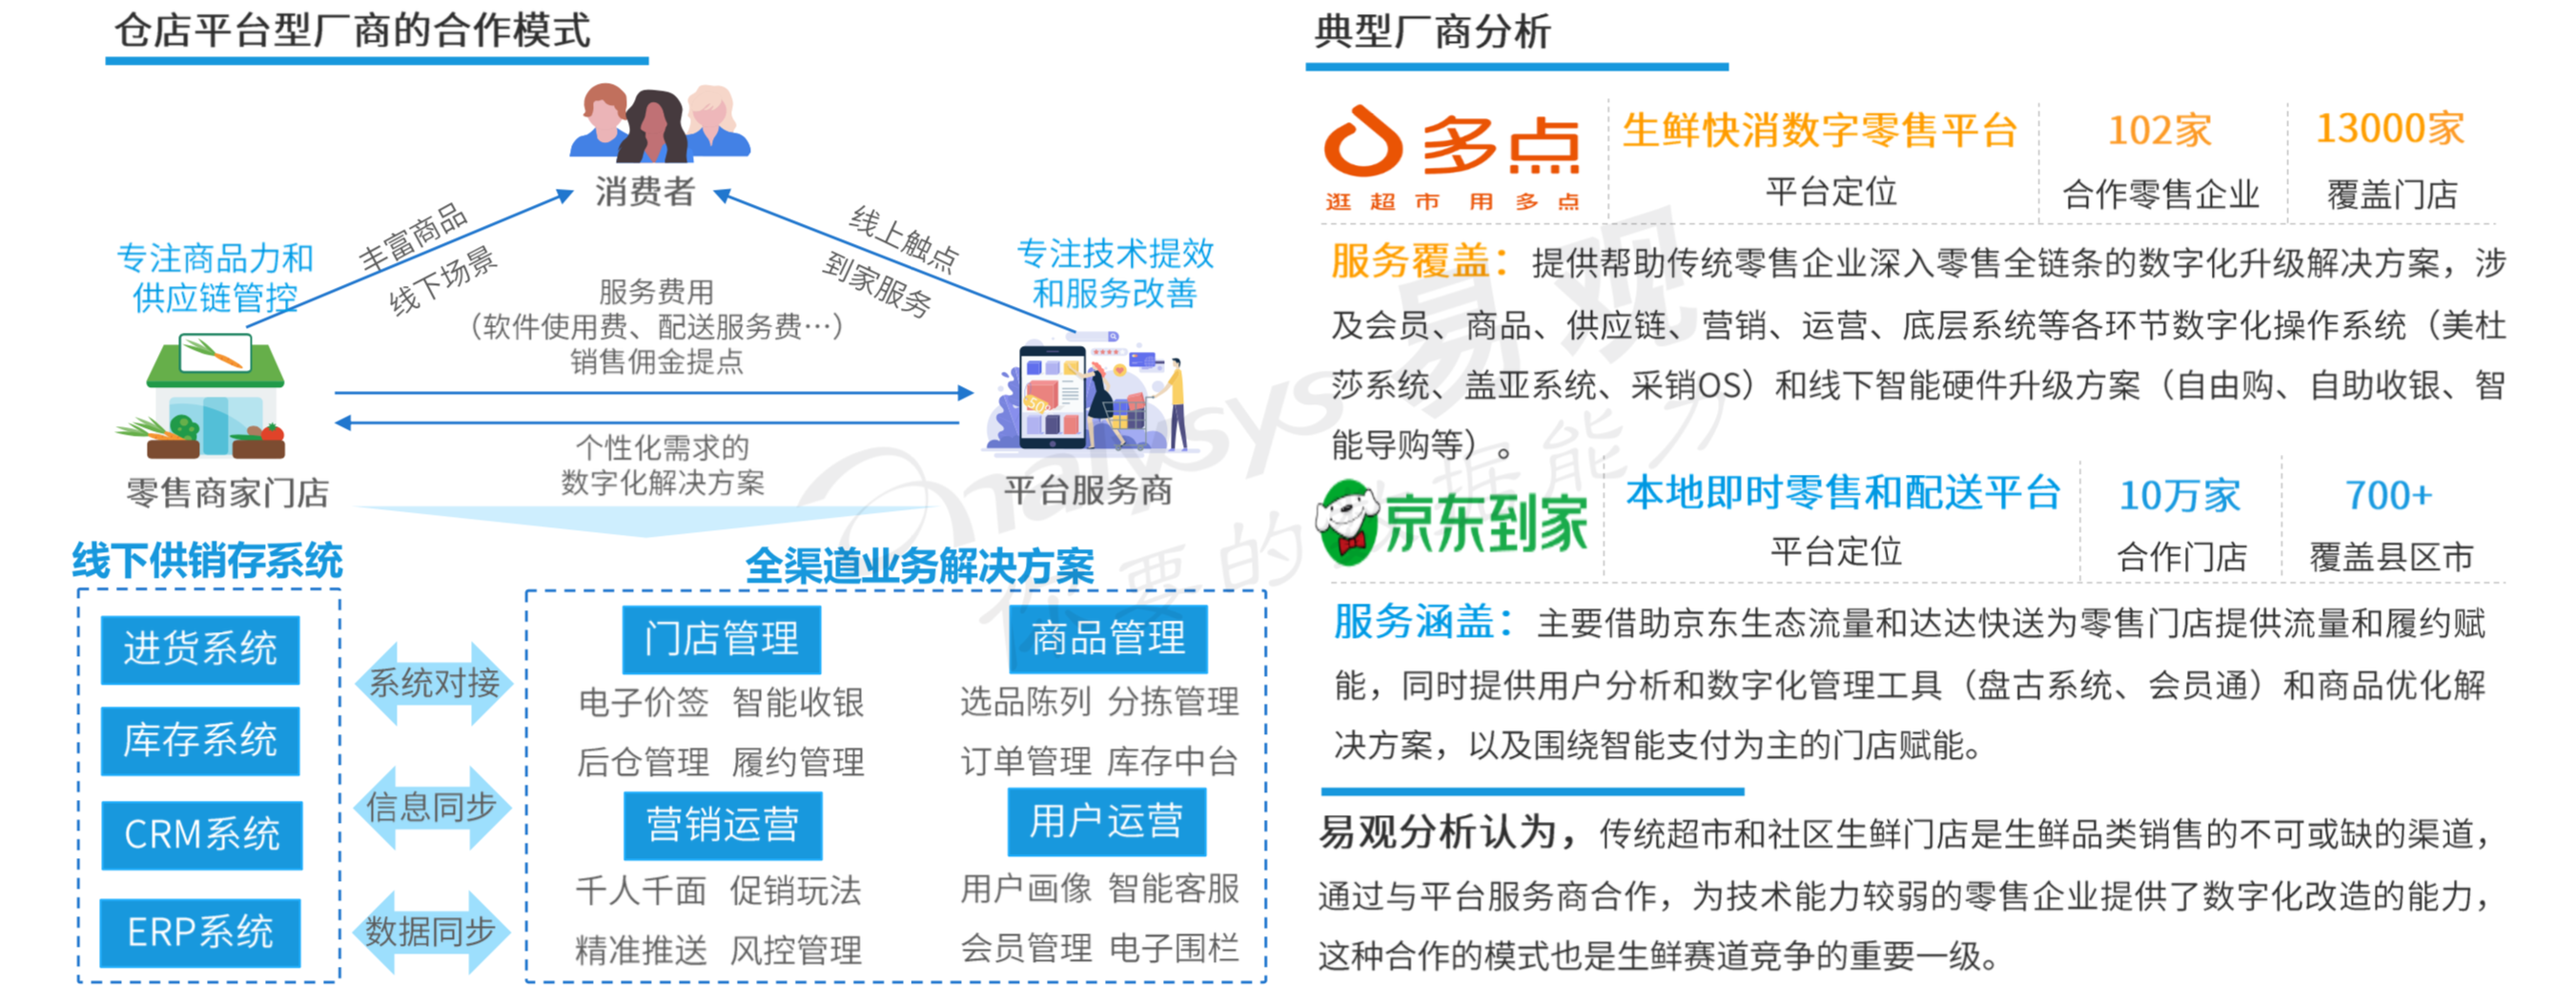 仓店平台型厂商的合作模式
消费者
丰富商品
线下场景
线上触点
到家服务
专注商品力和
供应链管控
专注技术提效
和服务改善
服务费用
（软件使用费、配送服务费…）
销售佣金提点
个性化需求的
数字化解决方案
零售商家门店
平台服务商
线下供销存系统
进货系统
库存系统
CRM系统
ERP系统
系统对接
信息同步
数据同步
全渠道业务解决方案
门店管理
电子价签 智能收银
后仓管理 履约管理
商品管理
选品陈列 分拣管理
订单管理 库存中台
营销运营
千人千面 促销玩法
精准推送 风控管理
用户运营
用户画像 智能客服
会员管理 电子围栏
典型厂商分析
多点
逛超市 用多点
生鲜快消数字零售平台
平台定位
102家
合作零售企业
13000家
覆盖门店
服务覆盖：提供帮助传统零售企业深入零售全链条的数字化升级解决方案，涉
及会员、商品、供应链、营销、运营、底层系统等各环节数字化操作系统（美杜
莎系统、盖亚系统、采销OS）和线下智能硬件升级方案（自由购、自助收银、智
能导购等）。
京东到家
本地即时零售和配送平台
平台定位
10万家
合作门店
700+
覆盖县区市
服务涵盖：主要借助京东生态流量和达达快送为零售门店提供流量和履约赋
能，同时提供用户分析和数字化管理工具（盘古系统、会员通）和商品优化解
决方案，以及围绕智能支付为主的门店赋能。
易观分析认为，传统超市和社区生鲜门店是生鲜品类销售的不可或缺的渠道，
通过与平台服务商合作，为技术能力较弱的零售企业提供了数字化改造的能力，
这种合作的模式也是生鲜赛道竞争的重要一级。
analysys 易观
你要的数据能力